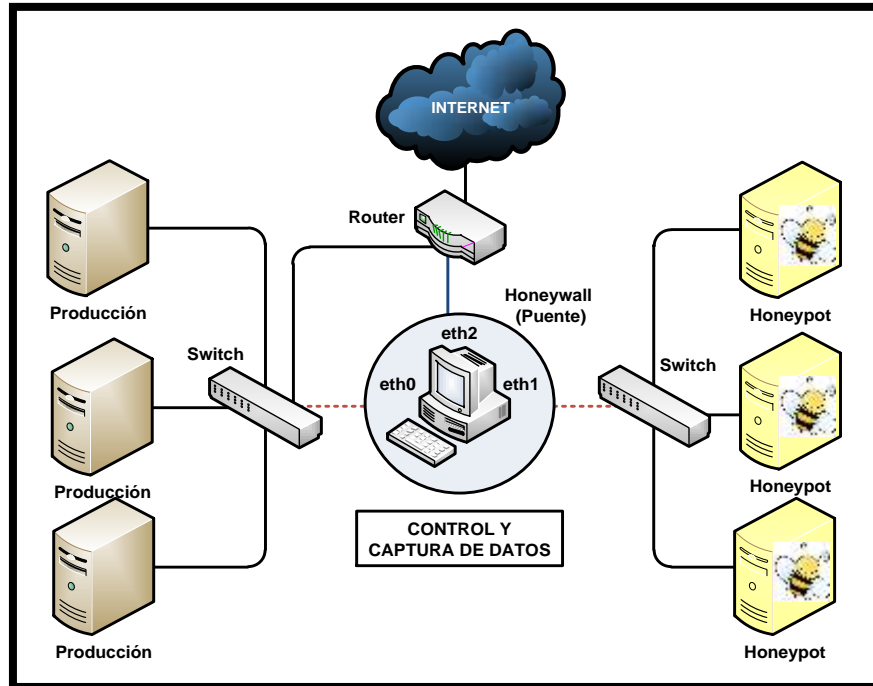 INTERNET
Router
Producción
Honeypot
Honeywall
(Puente)
eth2
Switch
eth0
eth1
Switch
Producción
Honeypot
CONTROL Y
CAPTURA DE DATOS
Producción
Honeypot